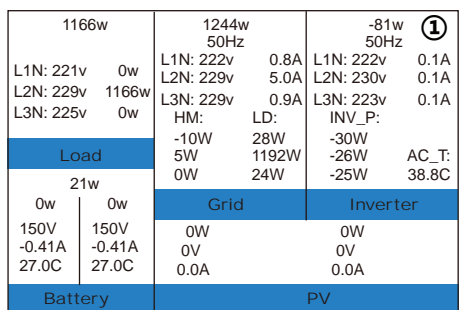 1166w
L1N: 221v 0w
L2N: 229v 1166w
L3N: 225v 0w
Load
1244w
50Hz
L1N: 222v 0.8A
L2N: 229v 5.0A
L3N: 229v 0.9A
HM: LD:
-10W 28W
5W 1192W
0W 24W
Grid
-81w ①
50Hz
L1N: 222v 0.1A
L2N: 230v 0.1A
L3N: 223v 0.1A
INV_P:
-30W
-26W AC_T:
-25W 38.8C
Inverter
21w
0w 0w
150V 150V
-0.41A -0.41A
27.0C 27.0C
Battery
0W 0W
0V 0V
0.0A 0.0A
PV